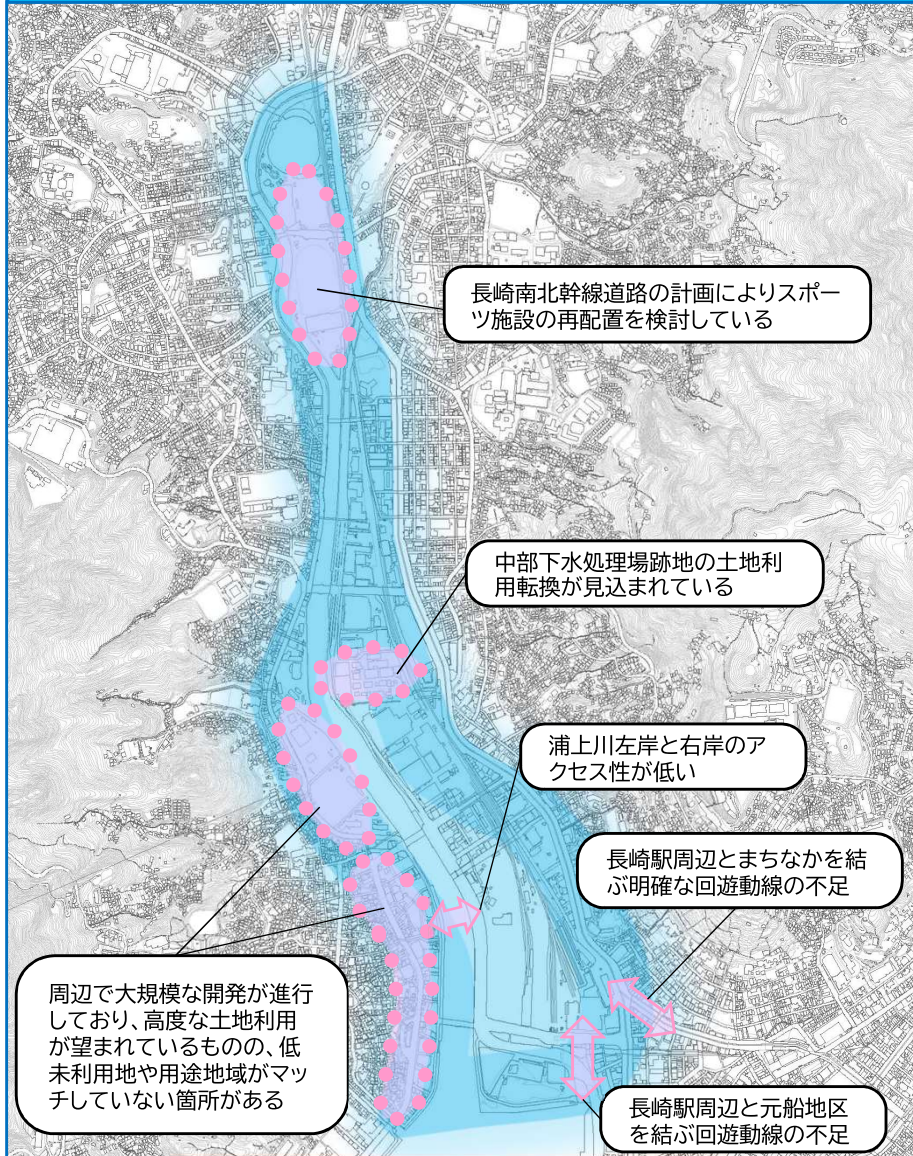 長崎南北幹線道路の計画によりスポー
ツ施設の再配置を検討している
中部下水処理場跡地の土地利
用転換が見込まれている
浦上川左岸と右岸のア
クセス性が低い
長崎駅周辺とまちなかを結
ぶ明確な回遊動線の不足
周辺で大規模な開発が進行
しており、高度な土地利用
が望まれているものの、低
未利用地や用途地域がマッ
チしていない箇所がある
長崎駅周辺と元船地区
を結ぶ回遊動線の不足